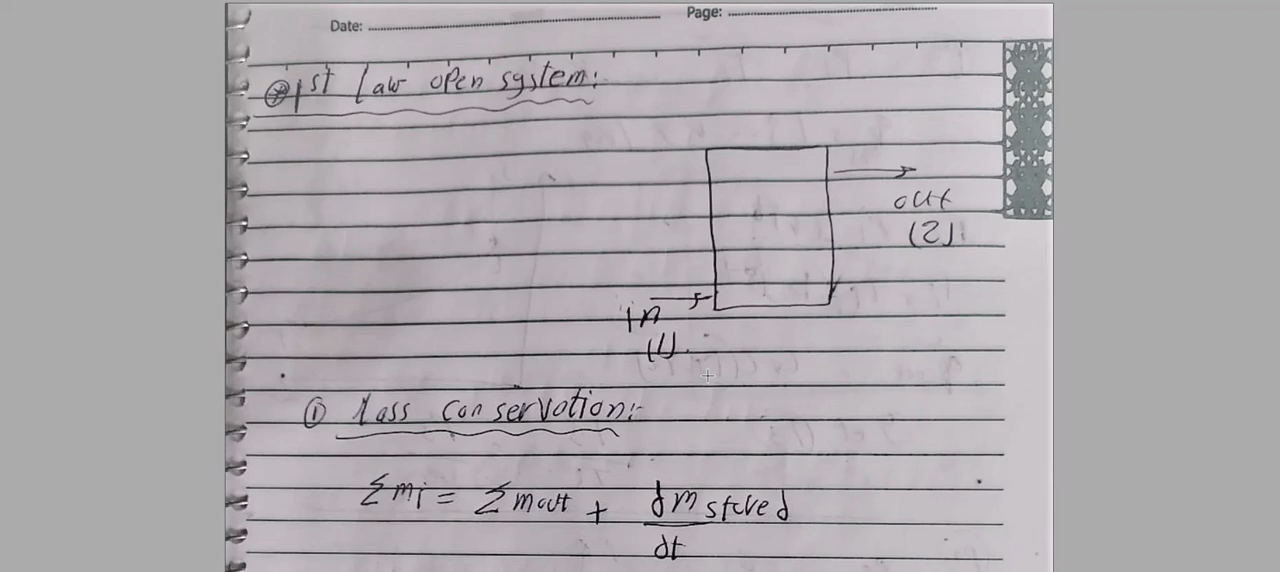 Date: Page:
1st Law open system:
out
(2)
in
(1)
① Mass conservation:-
Σmi = Σmout + dm stored
dt